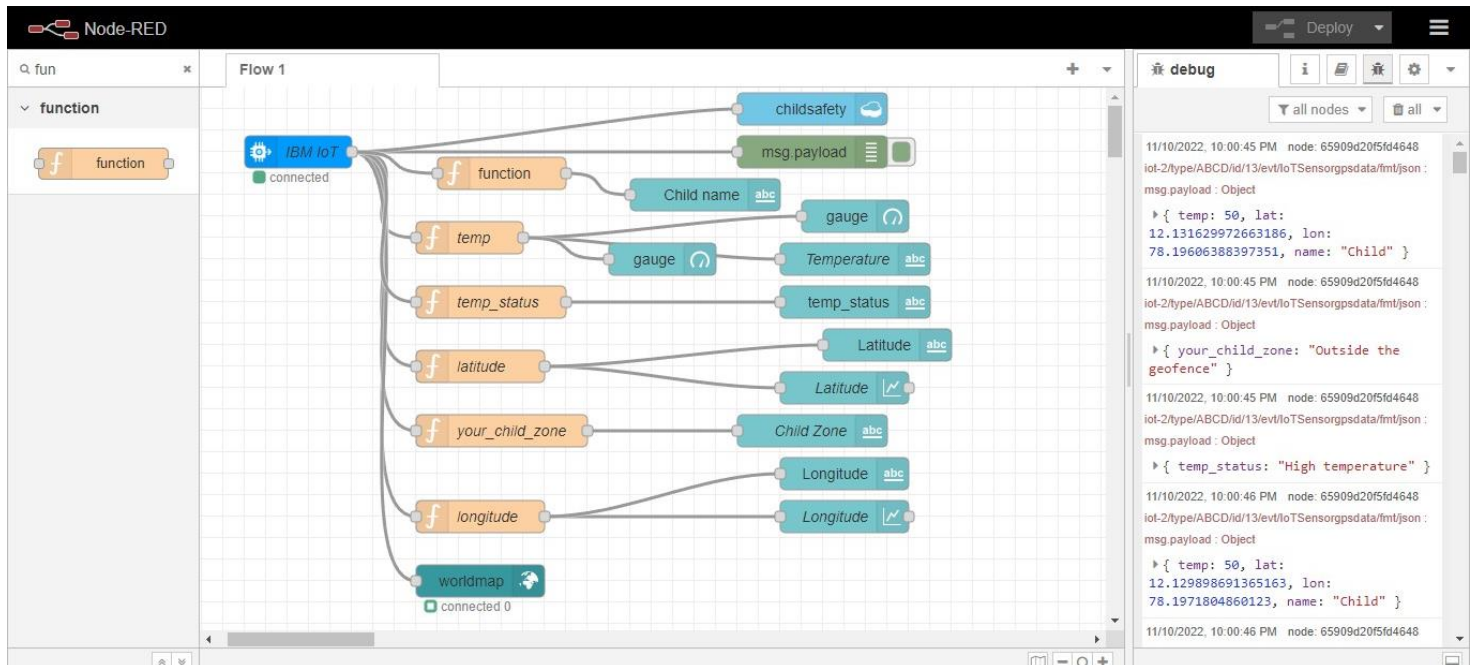 Node-RED
Deploy
fun
function
function
Flow 1
childsafety
IBM IoT
connected
msg.payload
function
Child name abc
gauge
temp
gauge
Temperature abc
temp_status
temp_status abc
Latitude abc
latitude
Latitude
your_child_zone
Child Zone abc
Longitude abc
longitude
Longitude
worldmap
connected 0
debug
all nodes
all
11/10/2022, 10:00:45 PM node: 65909d20f5fd4648
iot-2/type/ABCD/id/13/evt/IoTSensorgpsdata/fmt/json :
msg.payload : Object
{ temp: 50, lat:
12.131629972663186, lon:
78.19606388397351, name: "Child" }
11/10/2022, 10:00:45 PM node: 65909d20f5fd4648
iot-2/type/ABCD/id/13/evt/IoTSensorgpsdata/fmt/json :
msg.payload : Object
{ your_child_zone: "Outside the
geofence" }
11/10/2022, 10:00:45 PM node: 65909d20f5fd4648
iot-2/type/ABCD/id/13/evt/IoTSensorgpsdata/fmt/json :
msg.payload : Object
{ temp_status: "High temperature" }
11/10/2022, 10:00:46 PM node: 65909d20f5fd4648
iot-2/type/ABCD/id/13/evt/IoTSensorgpsdata/fmt/json :
msg.payload : Object
{ temp: 50, lat:
12.129898691365163, lon:
78.1971804860123, name: "Child" }
11/10/2022, 10:00:46 PM node: 65909d20f5fd4648